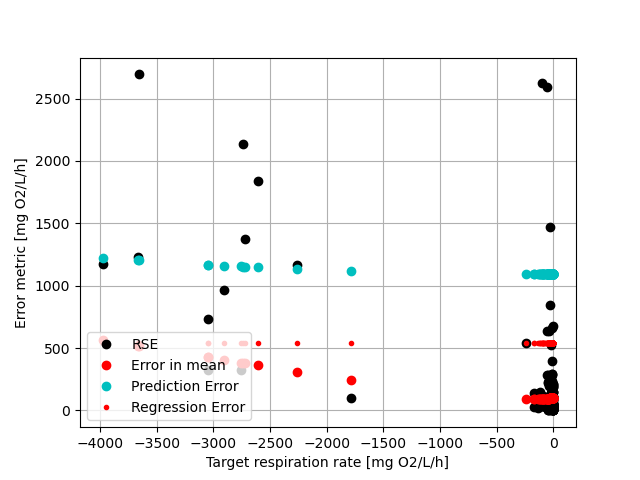 2500
2000
1500
1000
500
0
Error metric [mg O2/L/h]
RSE
Error in mean
Prediction Error
Regression Error
−4000 −3500 −3000 −2500 −2000 −1500 −1000 −500 0
Target respiration rate [mg O2/L/h]